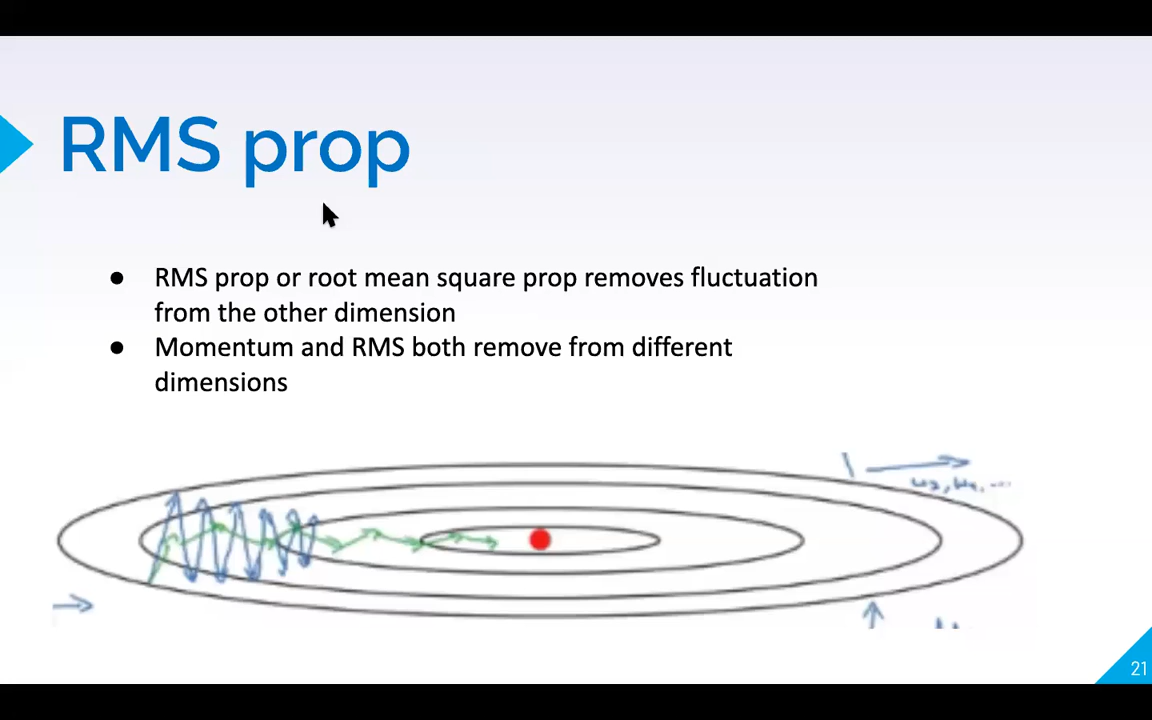 RMS prop
● RMS prop or root mean square prop removes fluctuation
from the other dimension
● Momentum and RMS both remove from different
dimensions
21